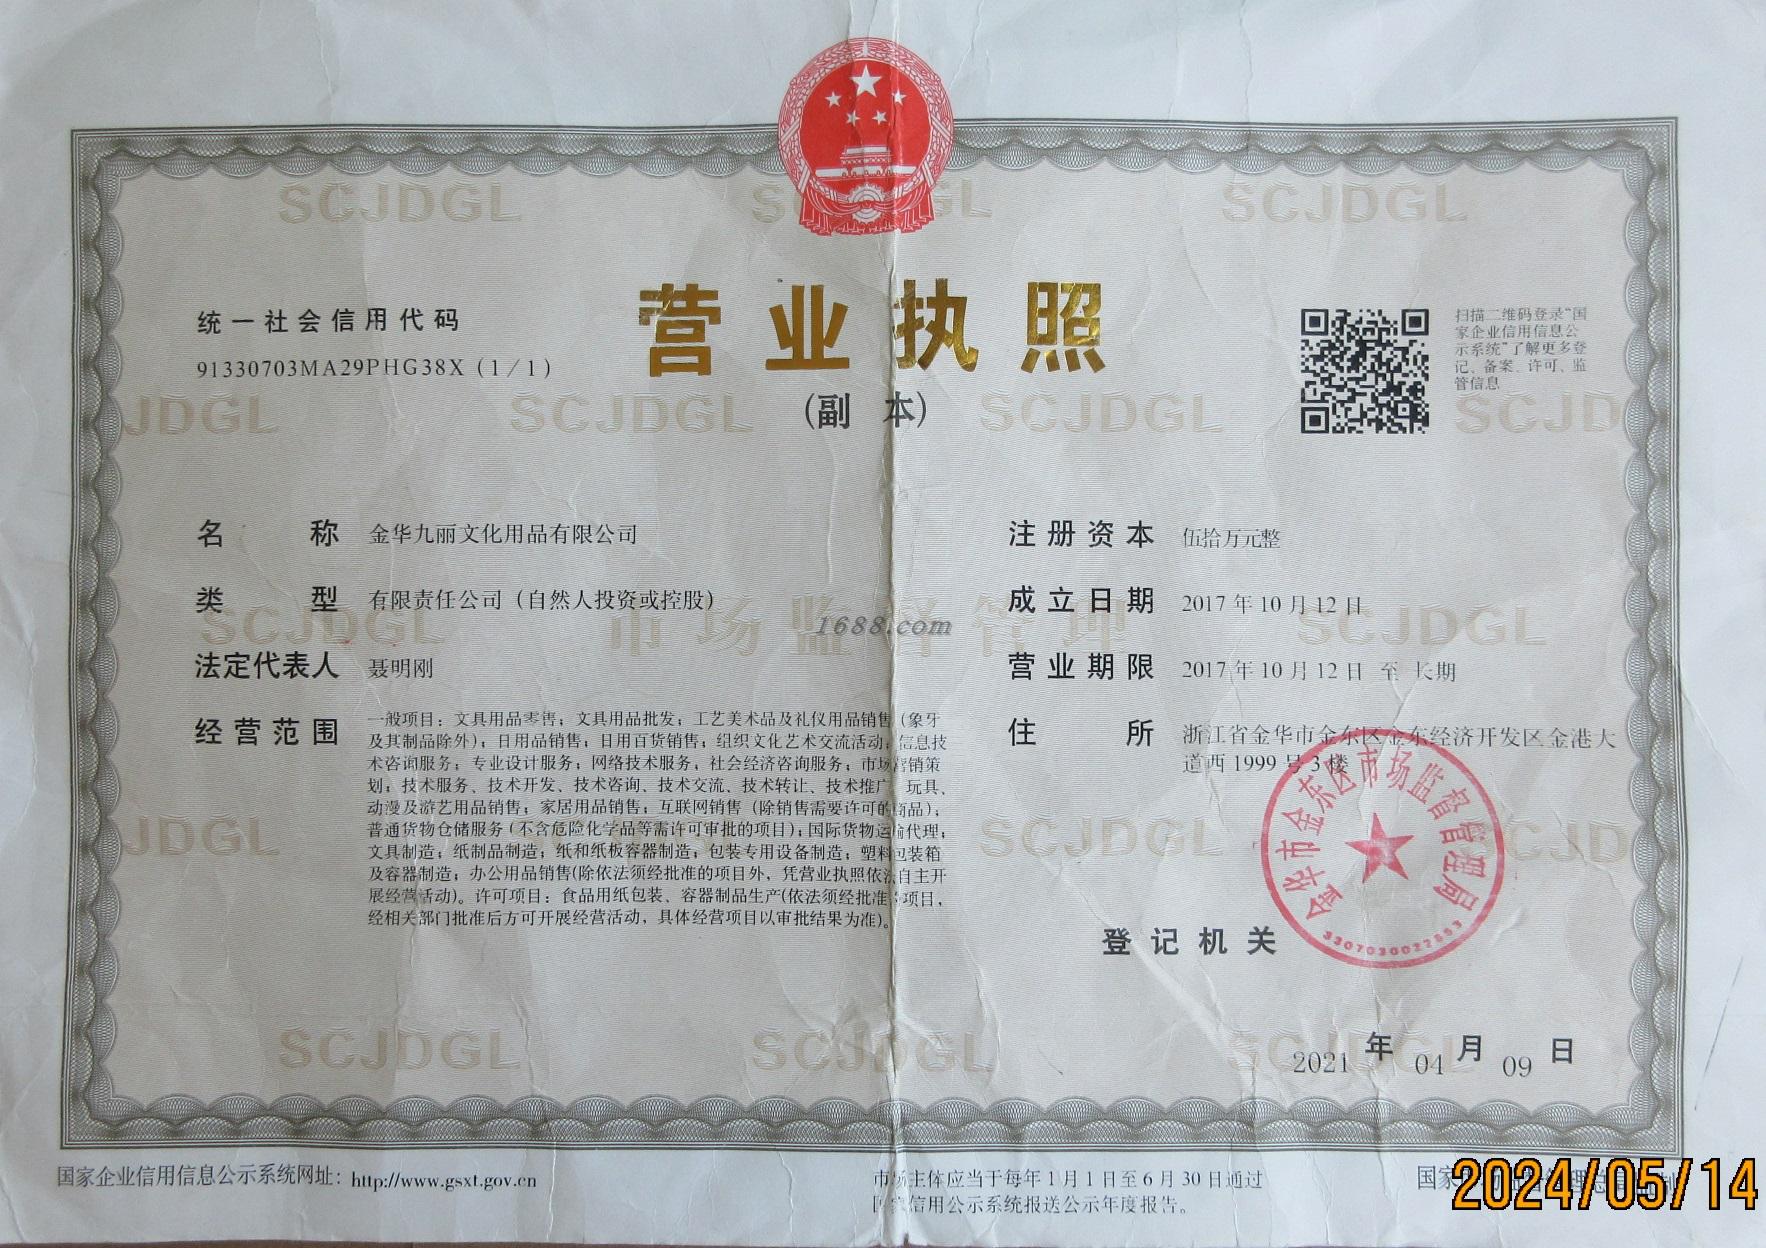 营业执照
(副本)
统一社会信用代码
91330703MA29PHG38X (1/1)
扫描二维码登录“国
家企业信用信息公
示系统”了解更多登
记、备案、许可、监
管信息
名称 金华九丽文化用品有限公司
类型 有限责任公司（自然人投资或控股）
法定代表人 聂明刚
经营范围 一般项目：文具用品零售；文具用品批发；工艺美术品及礼仪用品销售（象牙
及其制品除外）；日用品销售；日用百货销售；组织文化艺术交流活动；信息技
术咨询服务；专业设计服务；网络技术服务，社会经济咨询服务；市场营销策
划；技术服务、技术开发、技术咨询、技术交流、技术转让、技术推广 玩具、
动漫及游艺用品销售；家居用品销售；互联网销售（除销售需要许可的商品）；
普通货物仓储服务（不含危险化学品等需许可审批的项目）；国际货物运输代理；
文具制造；纸制品制造；纸和纸板容器制造；包装专用设备制造；塑料包装箱
及容器制造；办公用品销售(除依法须经批准的项目外，凭营业执照依法自主开
展经营活动)。许可项目：食品用纸包装、容器制品生产(依法须经批准 项目，
经相关部门批准后方可开展经营活动，具体经营项目以审批结果为准)。
注册资本 伍拾万元整
成立日期 2017 年 10 月 12 日
营业期限 2017 年 10 月 12 日 至 长期
住所 浙江省金华市金东区金东经济开发区金港大
道西 1999 号 3 楼
登记机关
金华市金东区市场监督管理局
2021 年 04 月 09 日
SCJDGL
市场监督管理
1688.com
国家企业信用信息公示系统网址：http://www.gsxt.gov.cn
市场主体应当于每年 1 月 1 日至 6 月 30 日通过
信用公示系统报送公示年度报告。
国家
2024/05/14